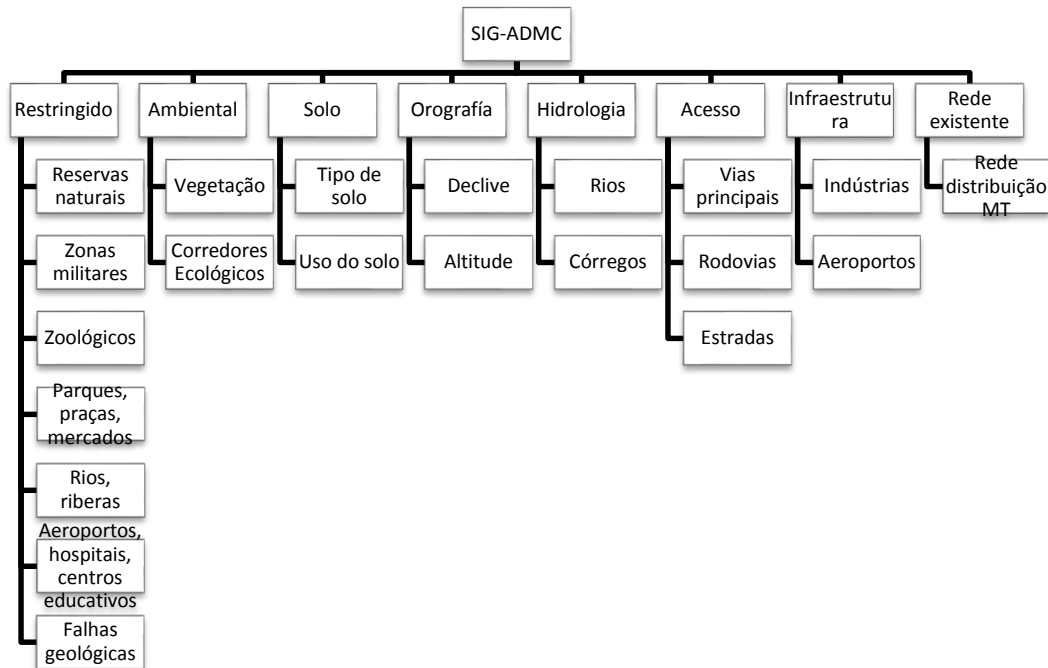 SIG-ADMC
Restringido
Reservas
naturais
Zonas
militares
Zoológicos
Parques,
praças,
mercados
Rios,
riberas
Aeroportos,
hospitais,
centros
educativos
Falhas
geológicas
Ambiental
Vegetação
Corredores
Ecológicos
Solo
Tipo de
solo
Uso do solo
Orografía
Declive
Altitude
Hidrologia
Rios
Córregos
Acesso
Vias
principais
Rodovias
Estradas
Infraestrutu
ra
Indústrias
Aeroportos
Rede
existente
Rede
distribuição
MT